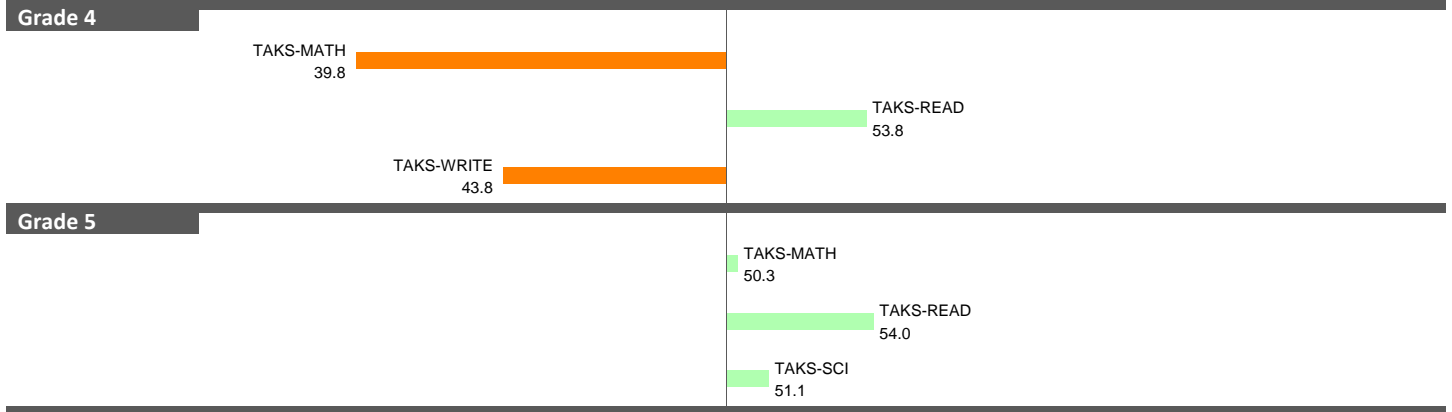 Grade 4
TAKS-MATH
39.8
TAKS-READ
53.8
TAKS-WRITE
43.8
Grade 5
TAKS-MATH
50.3
TAKS-READ
54.0
TAKS-SCI
51.1